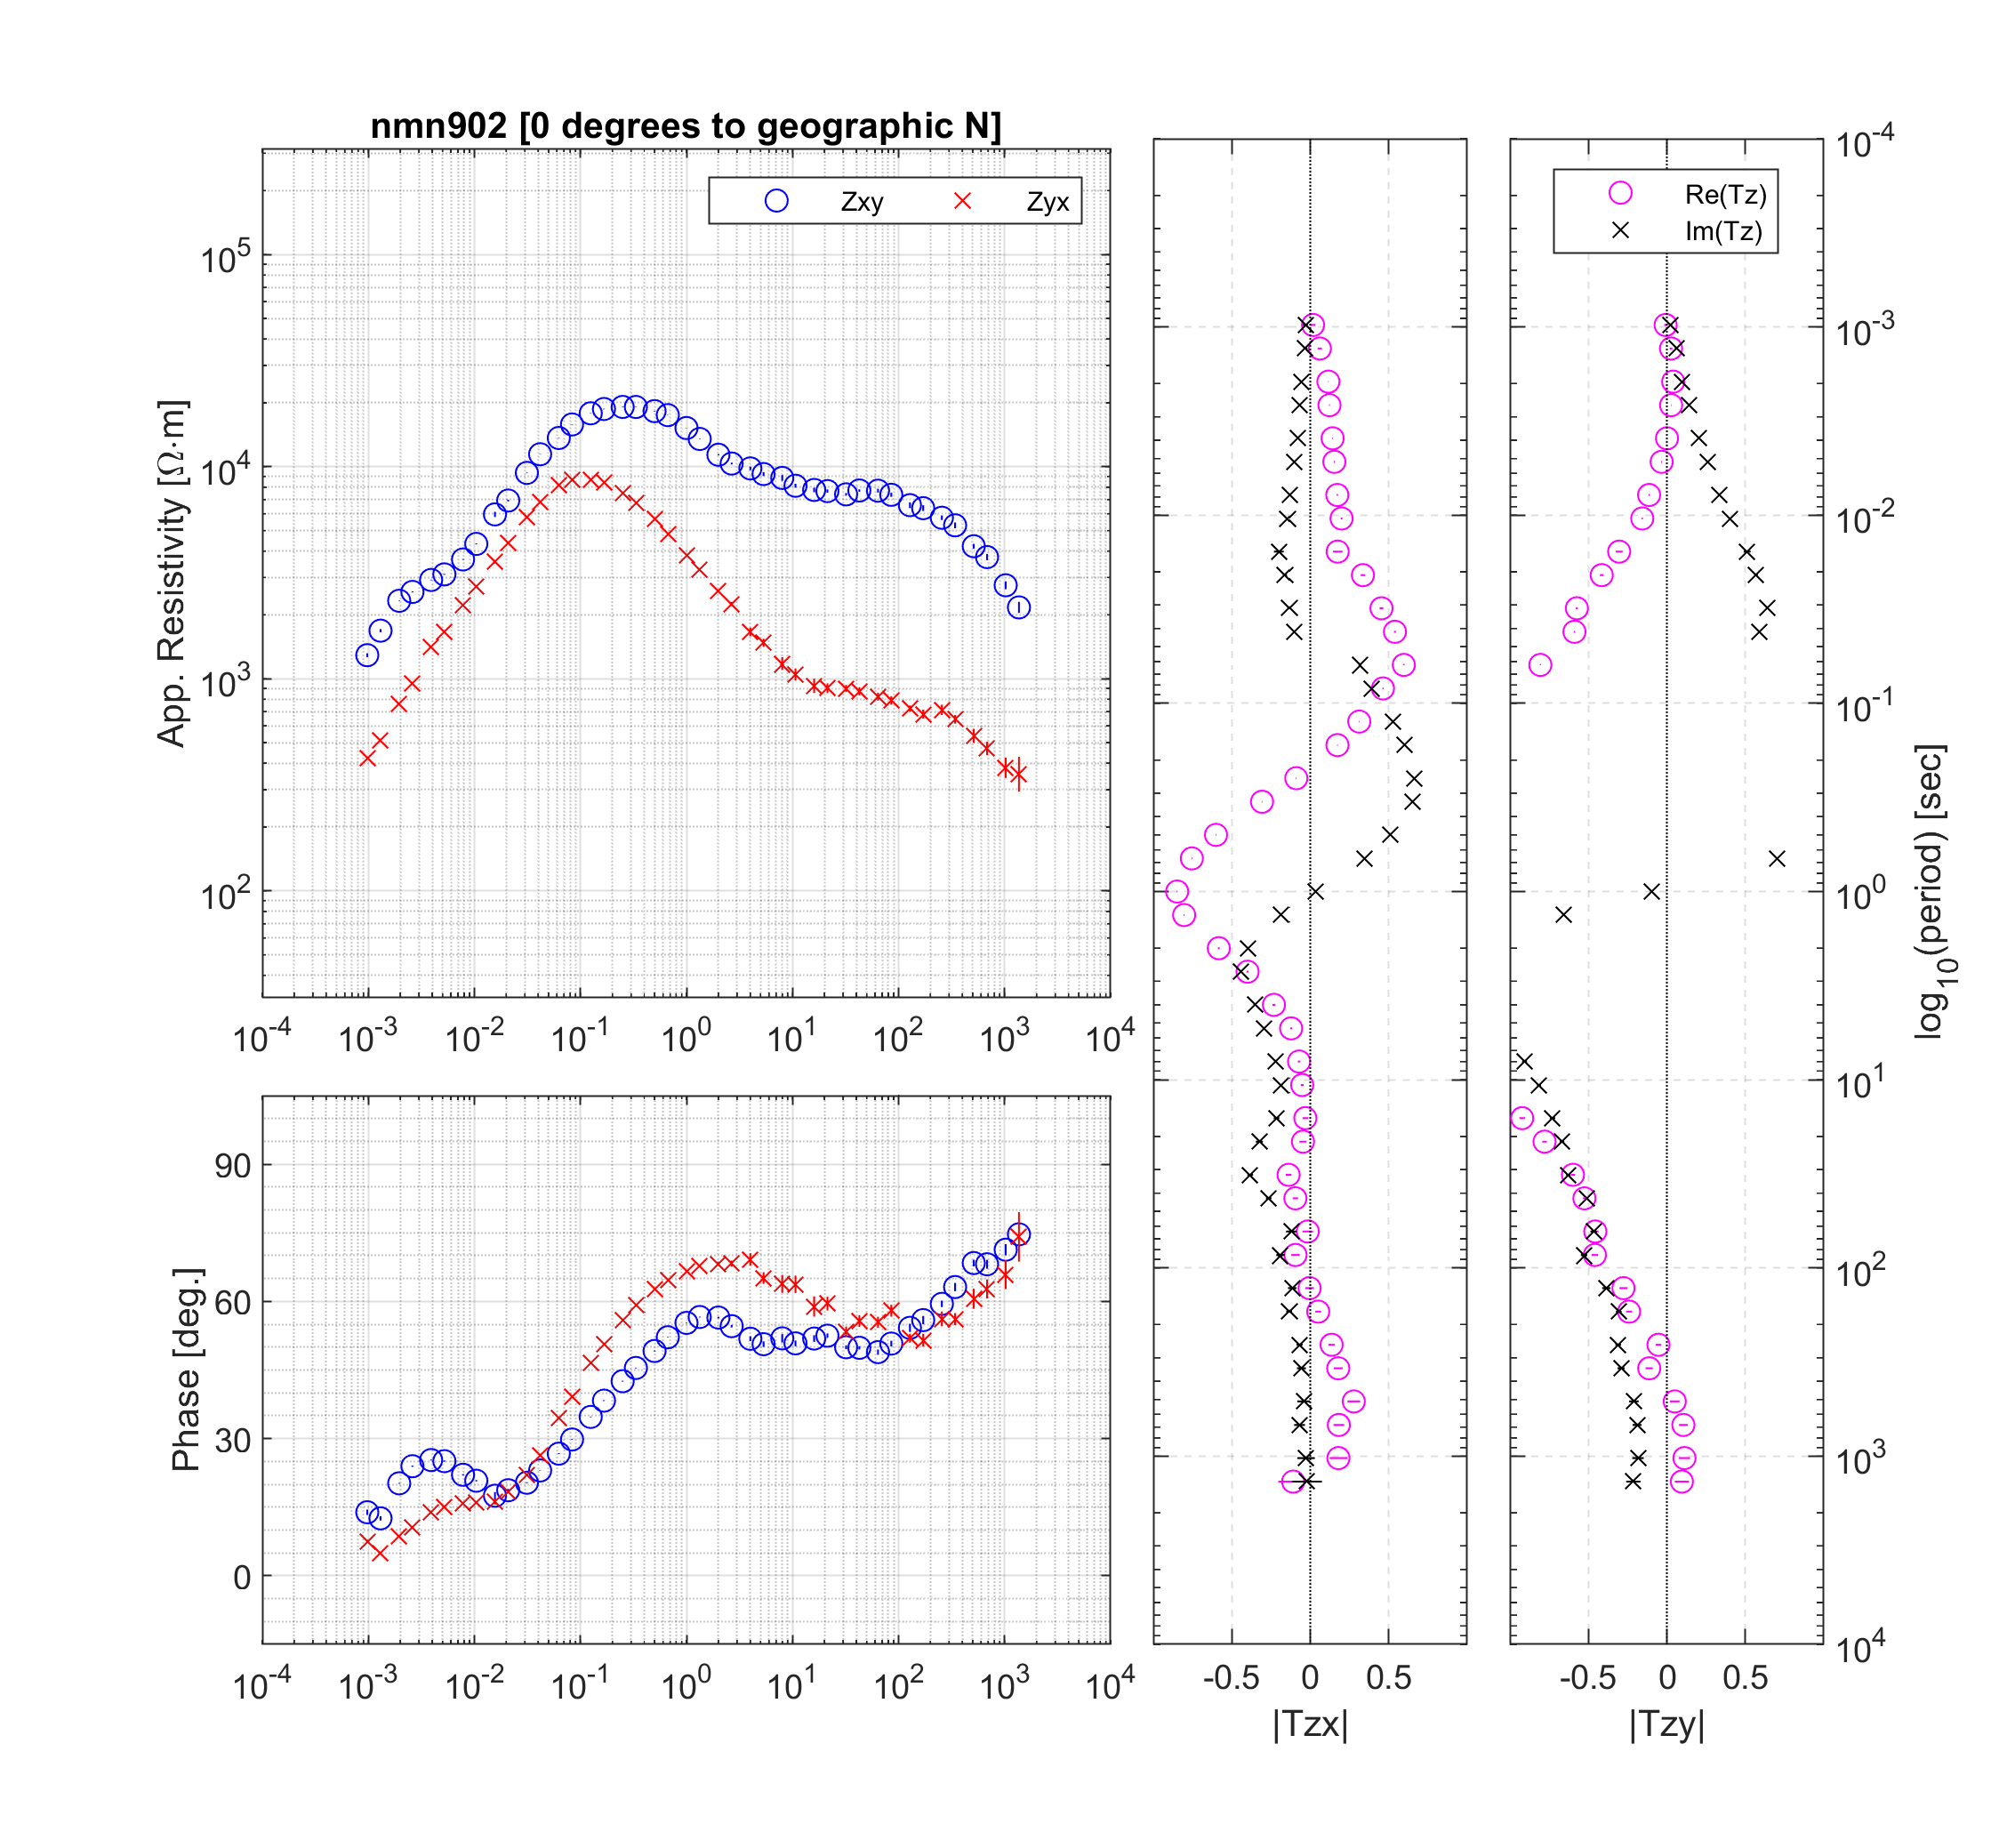 nmn902 [0 degrees to geographic N]
Zxy Zyx
App. Resistivity [Ω·m]
10^5
10^4
10^3
10^2
10^-4 10^-3 10^-2 10^-1 10^0 10^1 10^2 10^3 10^4
Phase [deg.]
90
60
30
0
10^-4 10^-3 10^-2 10^-1 10^0 10^1 10^2 10^3 10^4
-0.5 0 0.5
|Tzx|
Re(Tz)
Im(Tz)
-0.5 0 0.5
|Tzy|
10^-4
10^-3
10^-2
10^-1
10^0
10^1
10^2
10^3
10^4
log10(period) [sec]